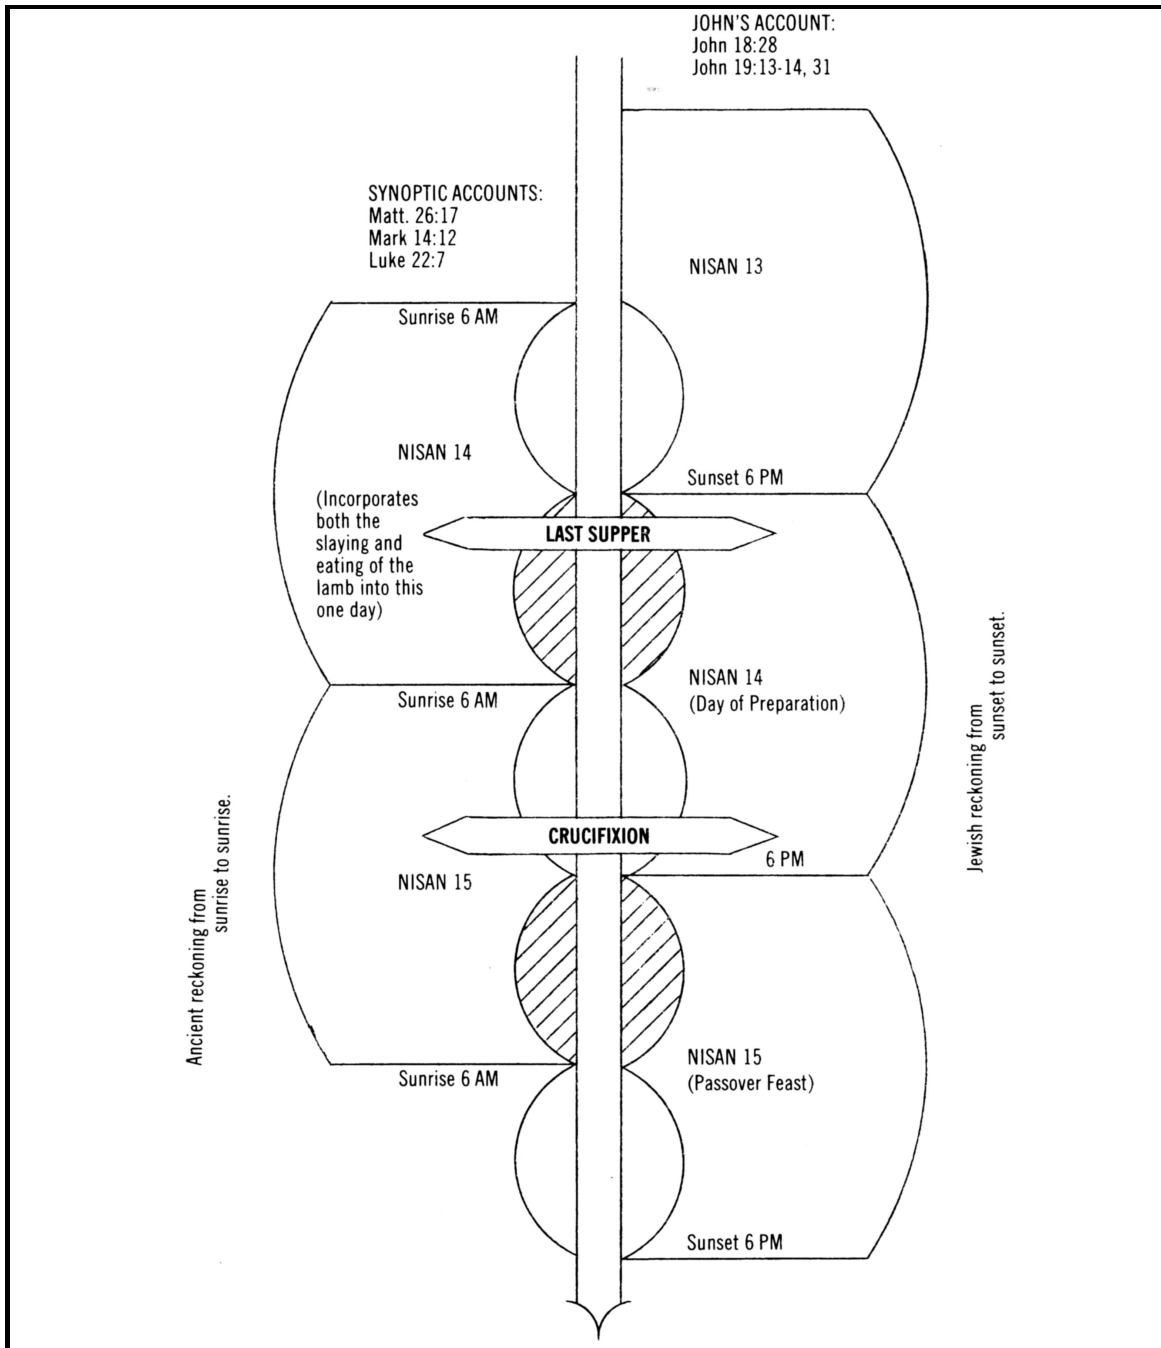 JOHN'S ACCOUNT:
John 18:28
John 19:13-14, 31
SYNOPTIC ACCOUNTS:
Matt. 26:17
Mark 14:12
Luke 22:7
NISAN 13
Sunrise 6 AM
NISAN 14
Sunset 6 PM
(Incorporates
both the
slaying and
eating of the
lamb into this
one day)
LAST SUPPER
NISAN 14
(Day of Preparation)
Sunrise 6 AM
CRUCIFIXION
6 PM
NISAN 15
NISAN 15
(Passover Feast)
Sunrise 6 AM
Sunset 6 PM
Ancient reckoning from
sunrise to sunrise.
Jewish reckoning from
sunset to sunset.